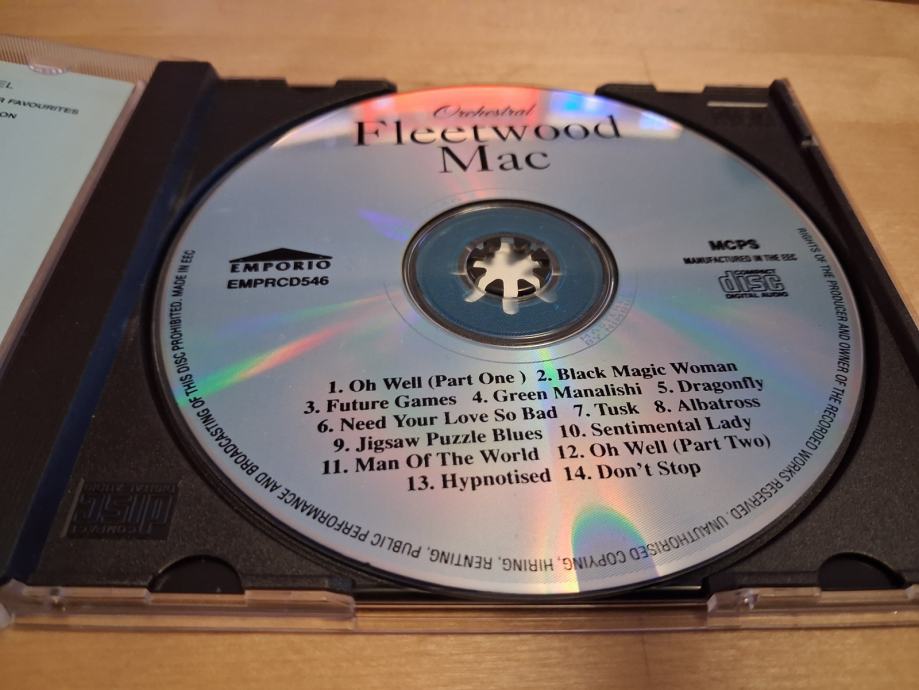 EL
R FAVOURITES
ON
Orchestral
Fleetwood
Mac
EMPORIO
EMPRCD546
MCPS
MANUFACTURED IN THE EEC
COMPACT
disc
DIGITAL AUDIO
1. Oh Well (Part One ) 2. Black Magic Woman
3. Future Games 4. Green Manalishi 5. Dragonfly
6. Need Your Love So Bad 7. Tusk 8. Albatross
9. Jigsaw Puzzle Blues 10. Sentimental Lady
11. Man Of The World 12. Oh Well (Part Two)
13. Hypnotised 14. Don't Stop
RIGHTS OF THE PRODUCER AND OWNER OF THE RECORDED WORKS RESERVED. UNAUTHORISED COPYING, HIRING, RENTING, PUBLIC PERFORMANCE AND BROADCASTING OF THIS DISC PROHIBITED. MADE IN EEC
COMPACT
disc
DIGITAL AUDIO